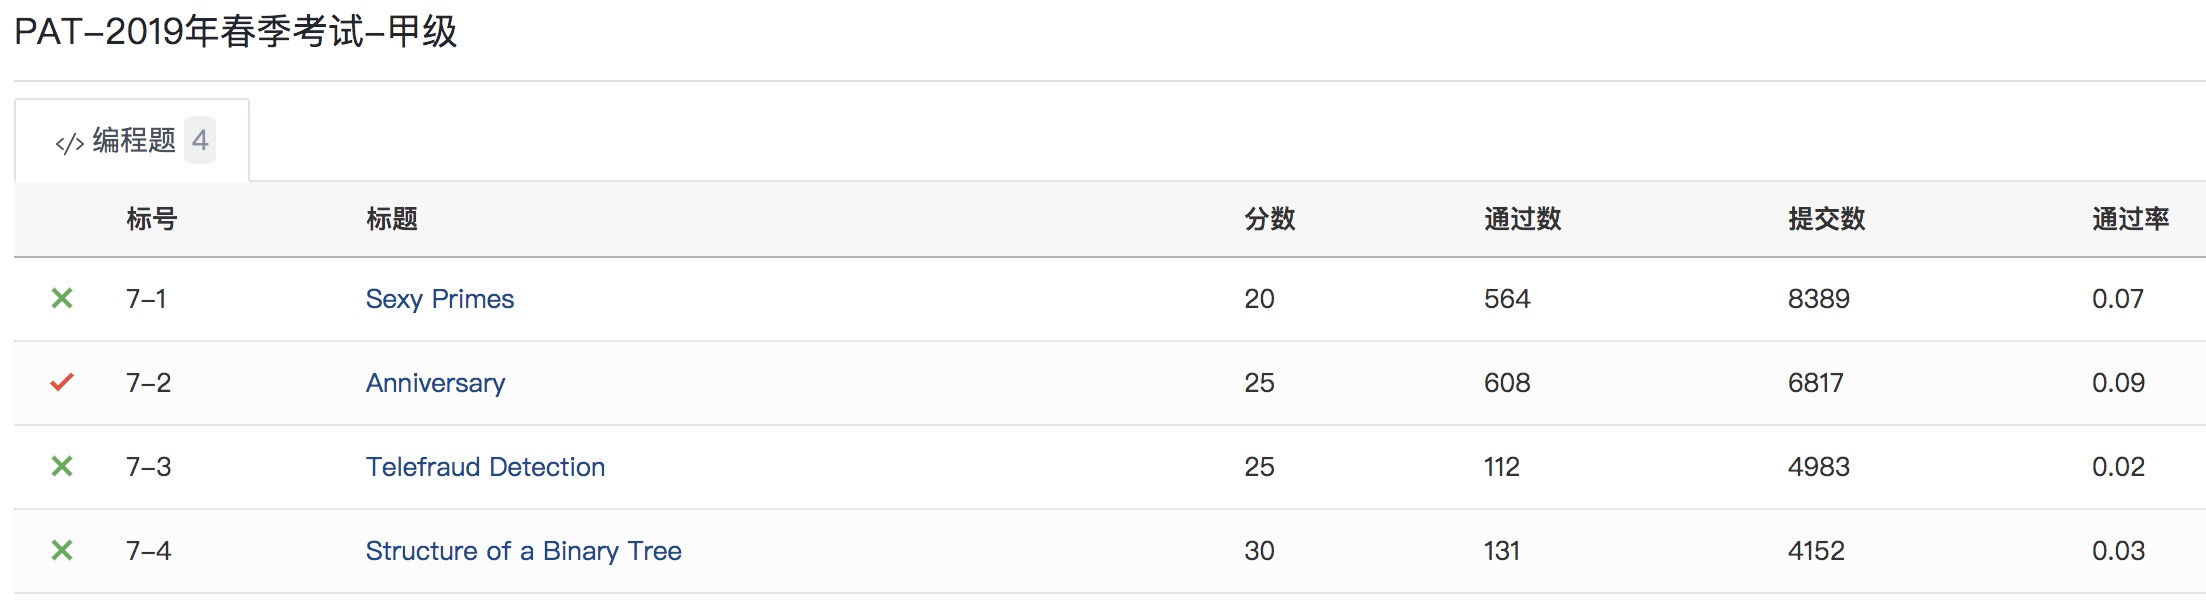 PAT-2019年春季考试-甲级
</> 编程题 4
标号 标题 分数 通过数 提交数 通过率
7-1 Sexy Primes 20 564 8389 0.07
7-2 Anniversary 25 608 6817 0.09
7-3 Telefraud Detection 25 112 4983 0.02
7-4 Structure of a Binary Tree 30 131 4152 0.03